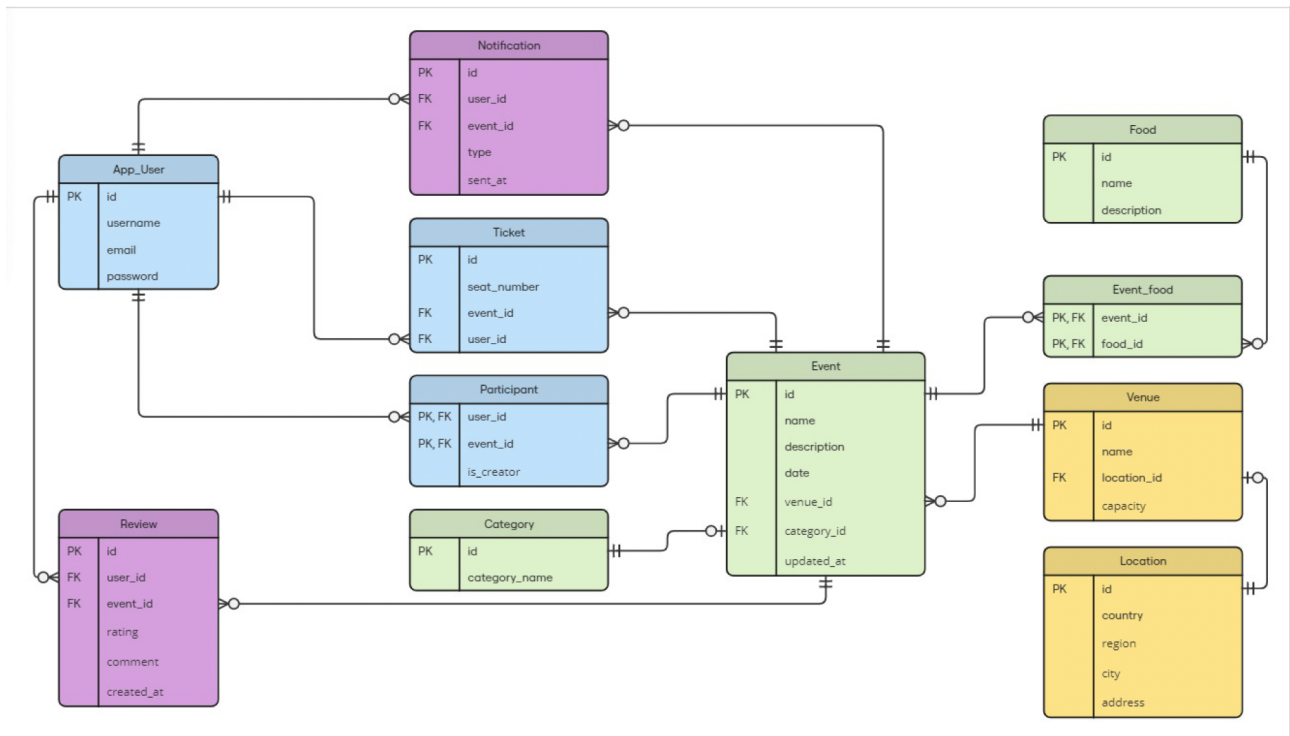 Notification
PK id
FK user_id
FK event_id
type
sent_at
App_User
PK id
username
email
password
Ticket
PK id
seat_number
FK event_id
FK user_id
Participant
PK, FK user_id
PK, FK event_id
is_creator
Review
PK id
FK user_id
FK event_id
rating
comment
created_at
Category
PK id
category_name
Event
PK id
name
description
date
FK venue_id
FK category_id
updated_at
Food
PK id
name
description
Event_food
PK, FK event_id
PK, FK food_id
Venue
PK id
name
FK location_id
capacity
Location
PK id
country
region
city
address